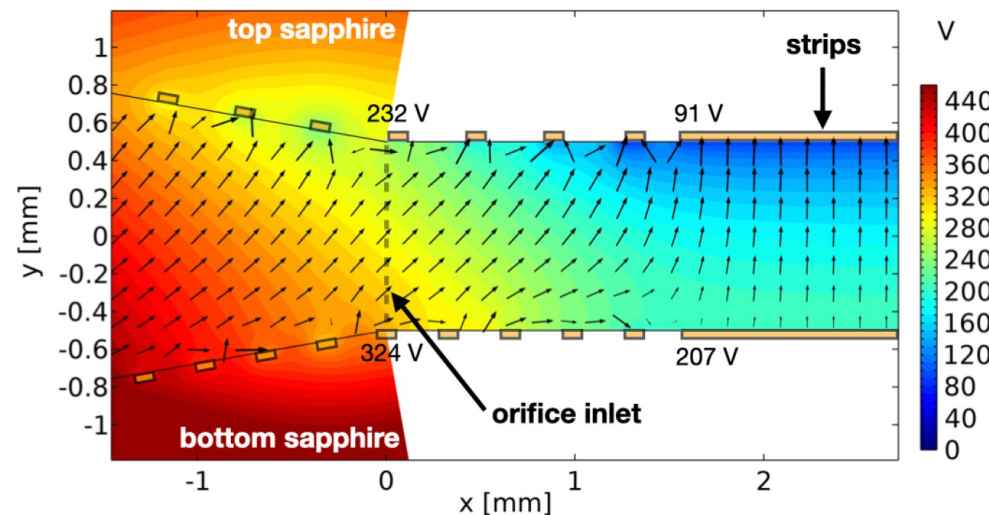 top sapphire
strips
V
232 V
91 V
324 V
207 V
orifice inlet
bottom sapphire
y [mm]
1
0.8
0.6
0.4
0.2
0
-0.2
-0.4
-0.6
-0.8
-1
-1
0
1
2
x [mm]
440
400
360
320
280
240
200
160
120
80
40
0